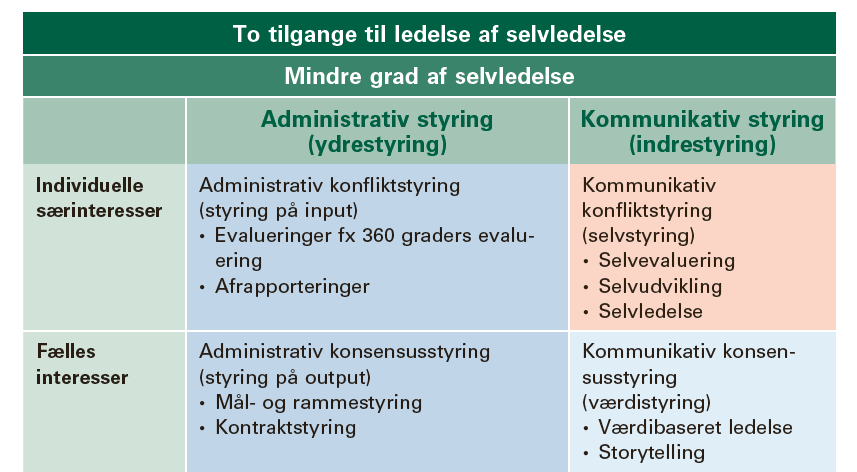 To tilgange til ledelse af selvledelse
Mindre grad af selvledelse
Administrativ styring
(ydrestyring)
Kommunikativ styring
(indrestyring)
Individuelle
særinteresser
Administrativ konfliktstyring
(styring på input)
• Evalueringer fx 360 graders evalu-
ering
• Afrapporteringer
Kommunikativ
konfliktstyring
(selvstyring)
• Selvevaluering
• Selvudvikling
• Selvledelse
Fælles
interesser
Administrativ konsensusstyring
(styring på output)
• Mål- og rammestyring
• Kontraktstyring
Kommunikativ konsen-
susstyring
(værdistyring)
• Værdibaseret ledelse
• Storytelling